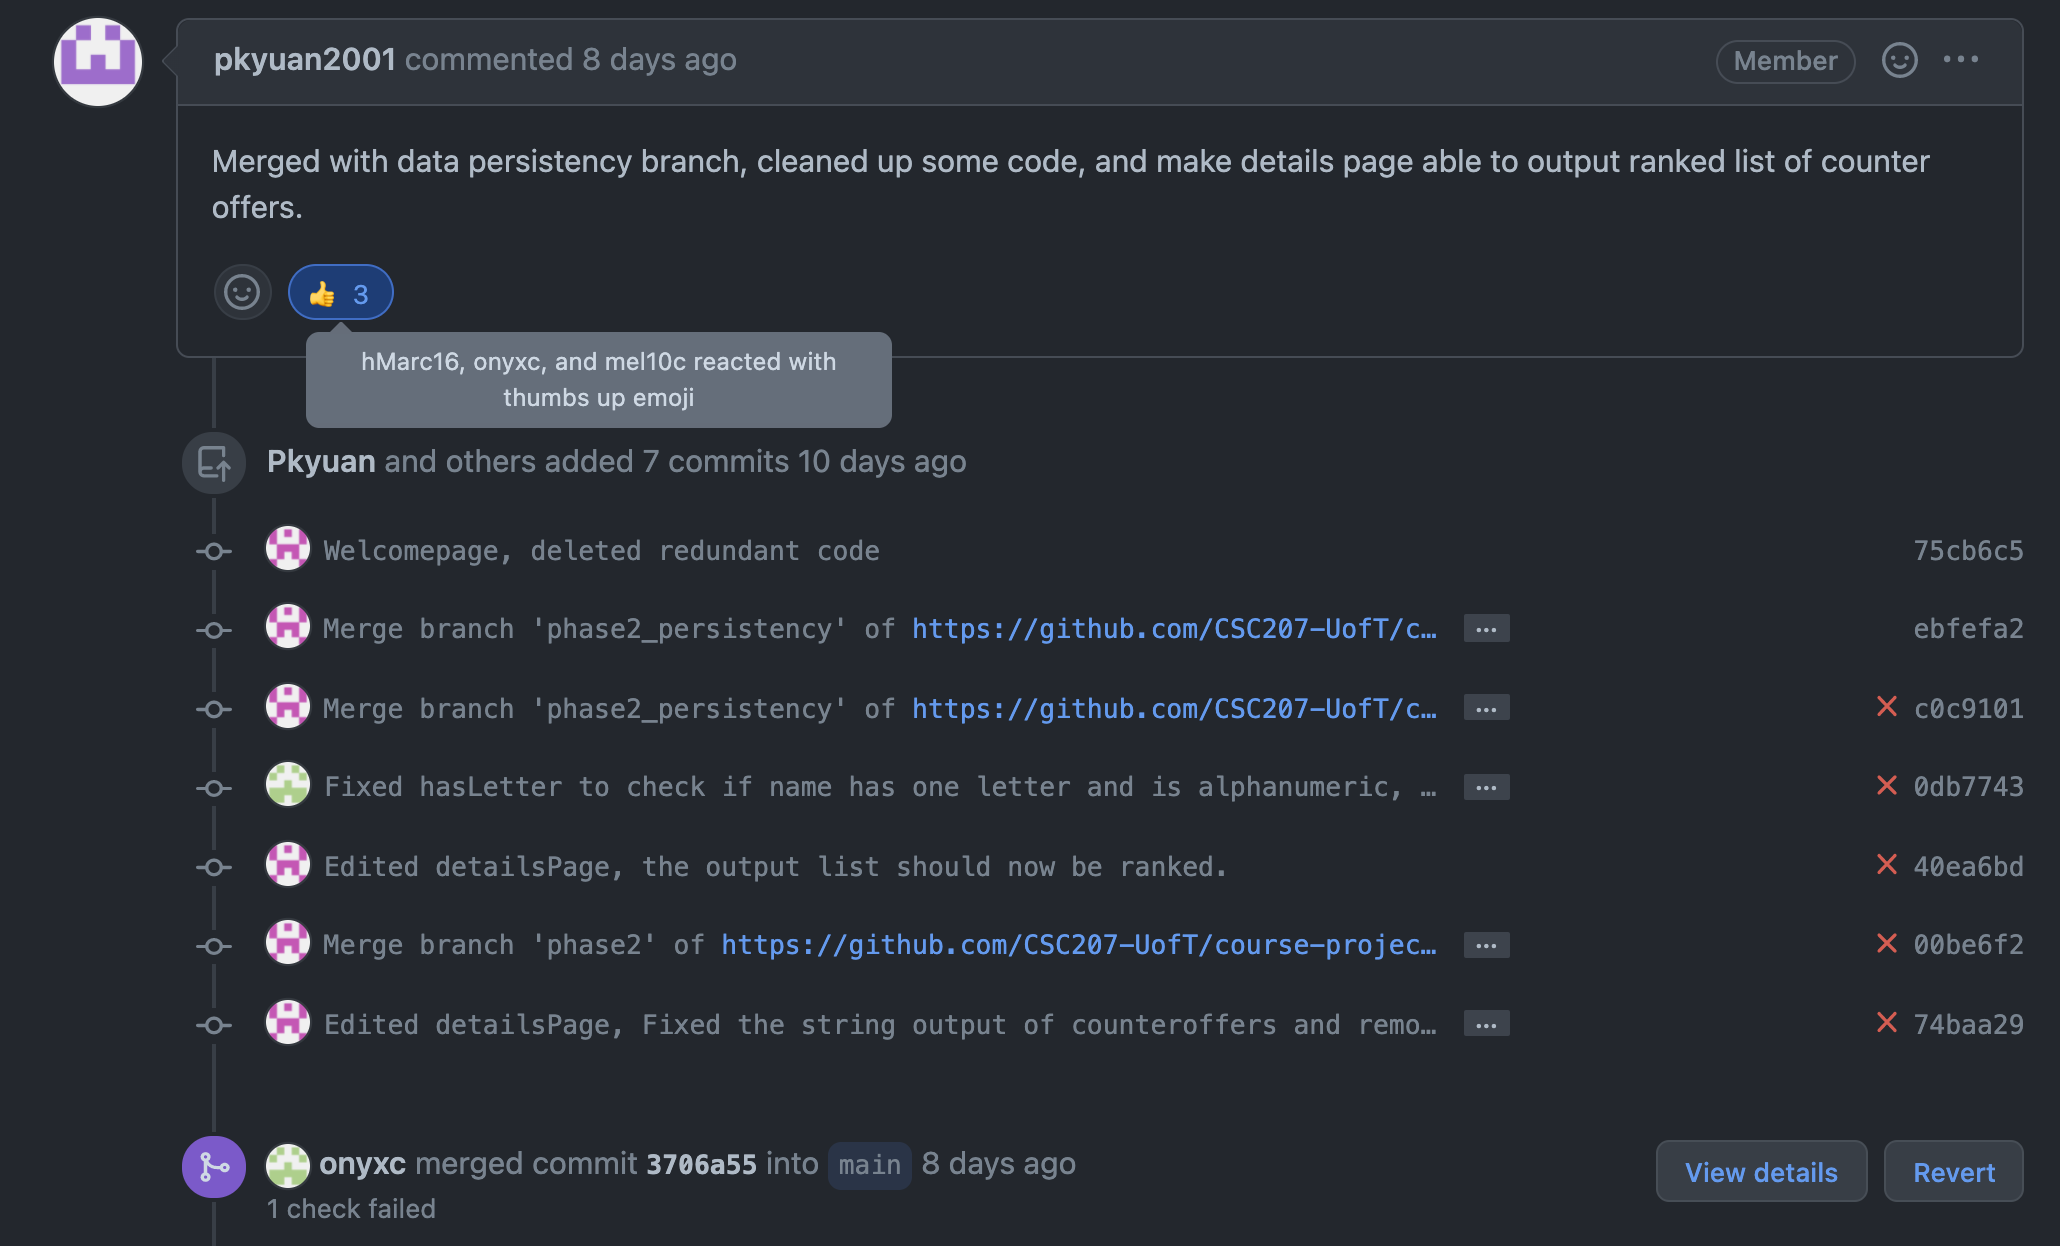 pkyuan2001 commented 8 days ago
Member
Merged with data persistency branch, cleaned up some code, and make details page able to output ranked list of counter
offers.
👍 3
hMarc16, onyxc, and mel10c reacted with
thumbs up emoji
Pkyuan and others added 7 commits 10 days ago
Welcomepage, deleted redundant code 75cb6c5
Merge branch 'phase2_persistency' of https://github.com/CSC207-UofT/c… ... ebfefa2
Merge branch 'phase2_persistency' of https://github.com/CSC207-UofT/c… ... c0c9101
Fixed hasLetter to check if name has one letter and is alphanumeric, … ... 0db7743
Edited detailsPage, the output list should now be ranked. 40ea6bd
Merge branch 'phase2' of https://github.com/CSC207-UofT/course-projec… ... 00be6f2
Edited detailsPage, Fixed the string output of counteroffers and remo… ... 74baa29
onyxc merged commit 3706a55 into main 8 days ago
View details
Revert
1 check failed